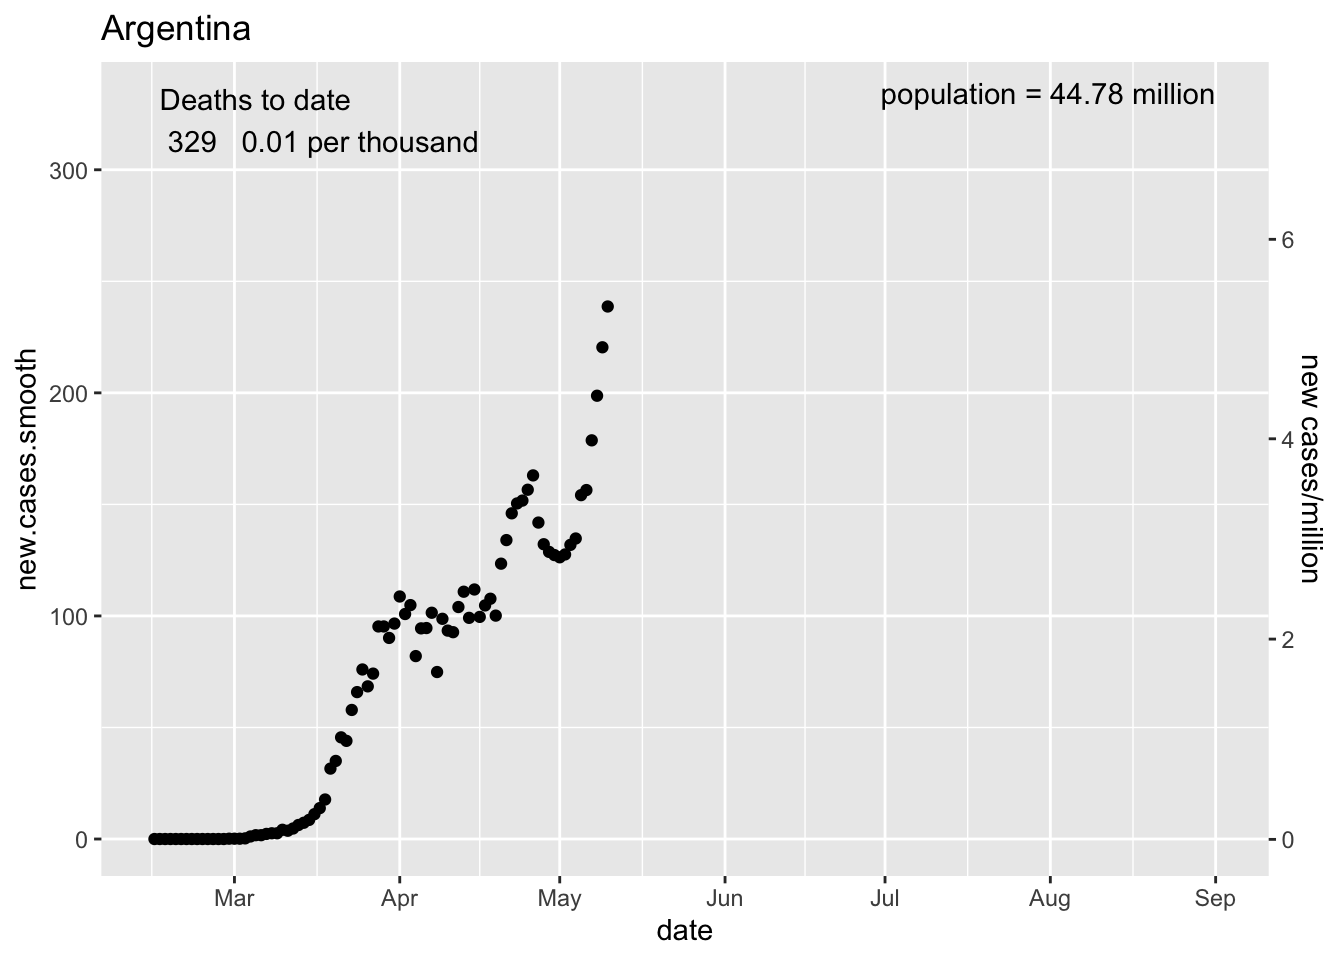 Argentina
Deaths to date
329 0.01 per thousand
population = 44.78 million
300
200
100
0
new.cases.smooth
6
4
2
0
new cases/million
Mar Apr May Jun Jul Aug Sep
date